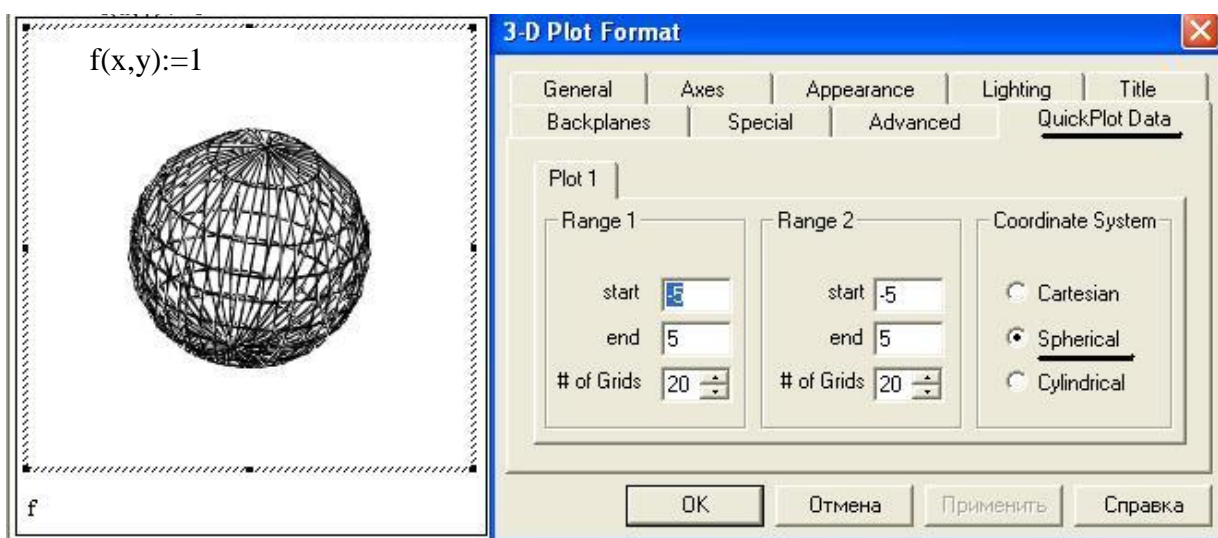 f(x,y):=1
f
3-D Plot Format
General Axes Appearance Lighting Title
Backplanes Special Advanced QuickPlot Data
Plot 1
Range 1 Range 2 Coordinate System
start -5 start -5 Cartesian
end 5 end 5 Spherical
# of Grids 20 # of Grids 20 Cylindrical
OK Отмена Применить Справка